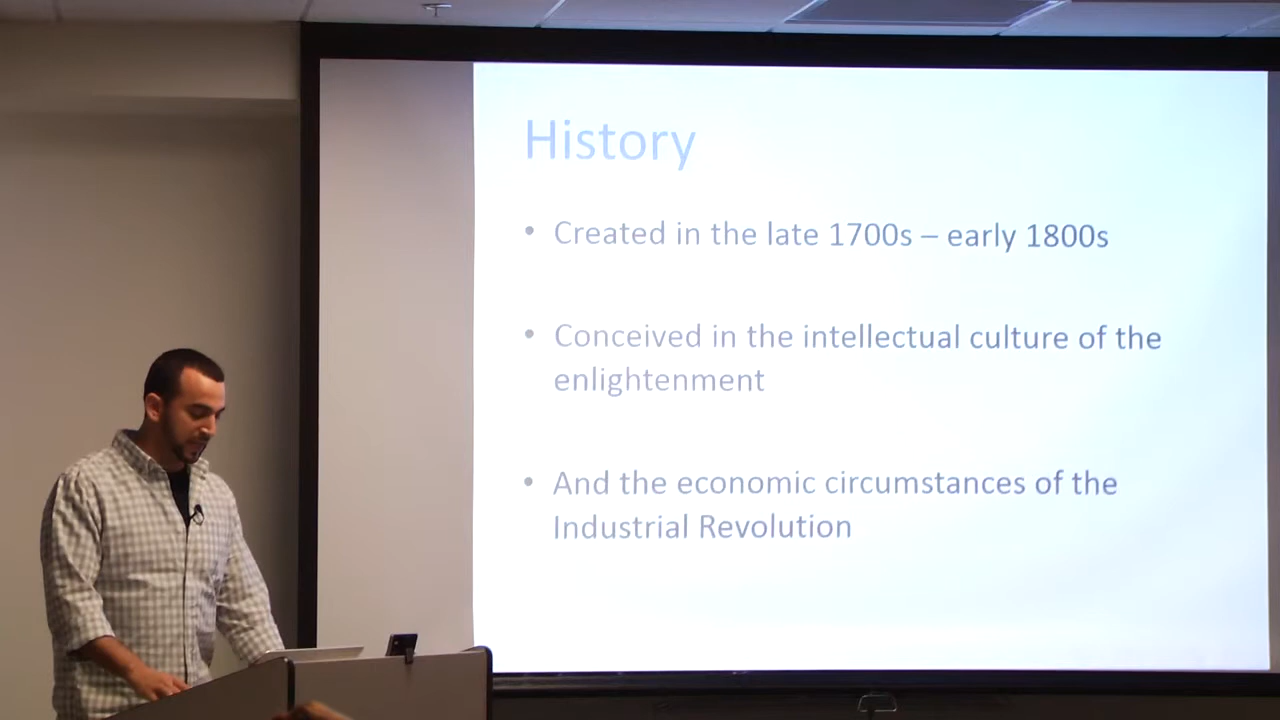 History
• Created in the late 1700s – early 1800s
• Conceived in the intellectual culture of the
enlightenment
• And the economic circumstances of the
Industrial Revolution